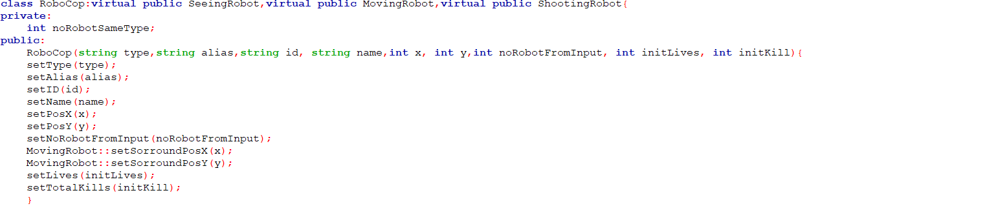 class RoboCop:virtual public SeeingRobot,virtual public MovingRobot,virtual public ShootingRobot{
private:
    int noRobotSameType;
public:
    RoboCop(string type,string alias,string id, string name,int x, int y,int noRobotFromInput, int initLives, int initKill){
    setType(type);
    setAlias(alias);
    setID(id);
    setName(name);
    setPosX(x);
    setPosY(y);
    setNoRobotFromInput(noRobotFromInput);
    MovingRobot::setSorroundPosX(x);
    MovingRobot::setSorroundPosY(y);
    setLives(initLives);
    setTotalKills(initKill);
    }